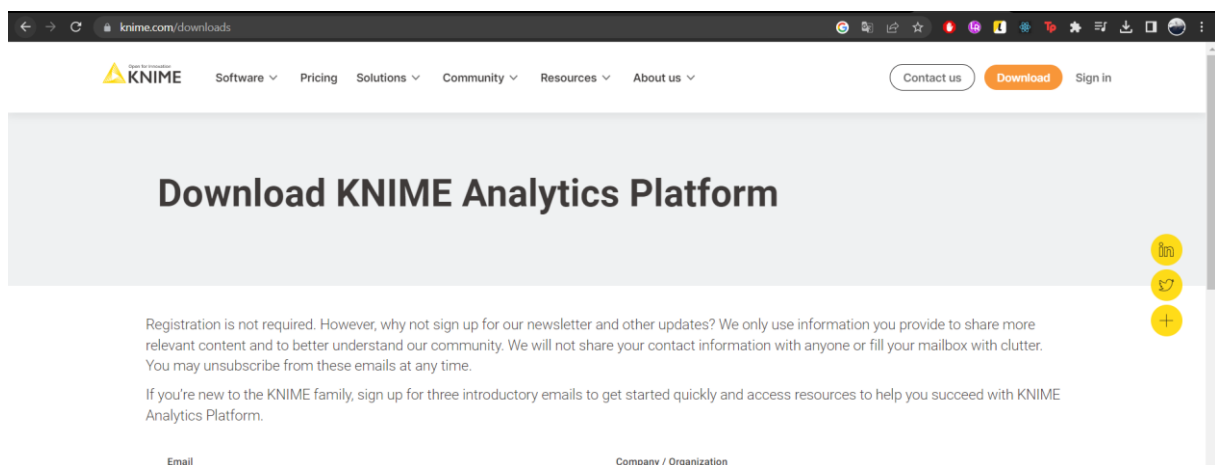 knime.com/downloads
Open for Innovation
KNIME
Software Pricing Solutions Community Resources About us Contact us Download Sign in
Download KNIME Analytics Platform
in
Registration is not required. However, why not sign up for our newsletter and other updates? We only use information you provide to share more
relevant content and to better understand our community. We will not share your contact information with anyone or fill your mailbox with clutter.
You may unsubscribe from these emails at any time.
If you're new to the KNIME family, sign up for three introductory emails to get started quickly and access resources to help you succeed with KNIME
Analytics Platform.
Email Company / Organization